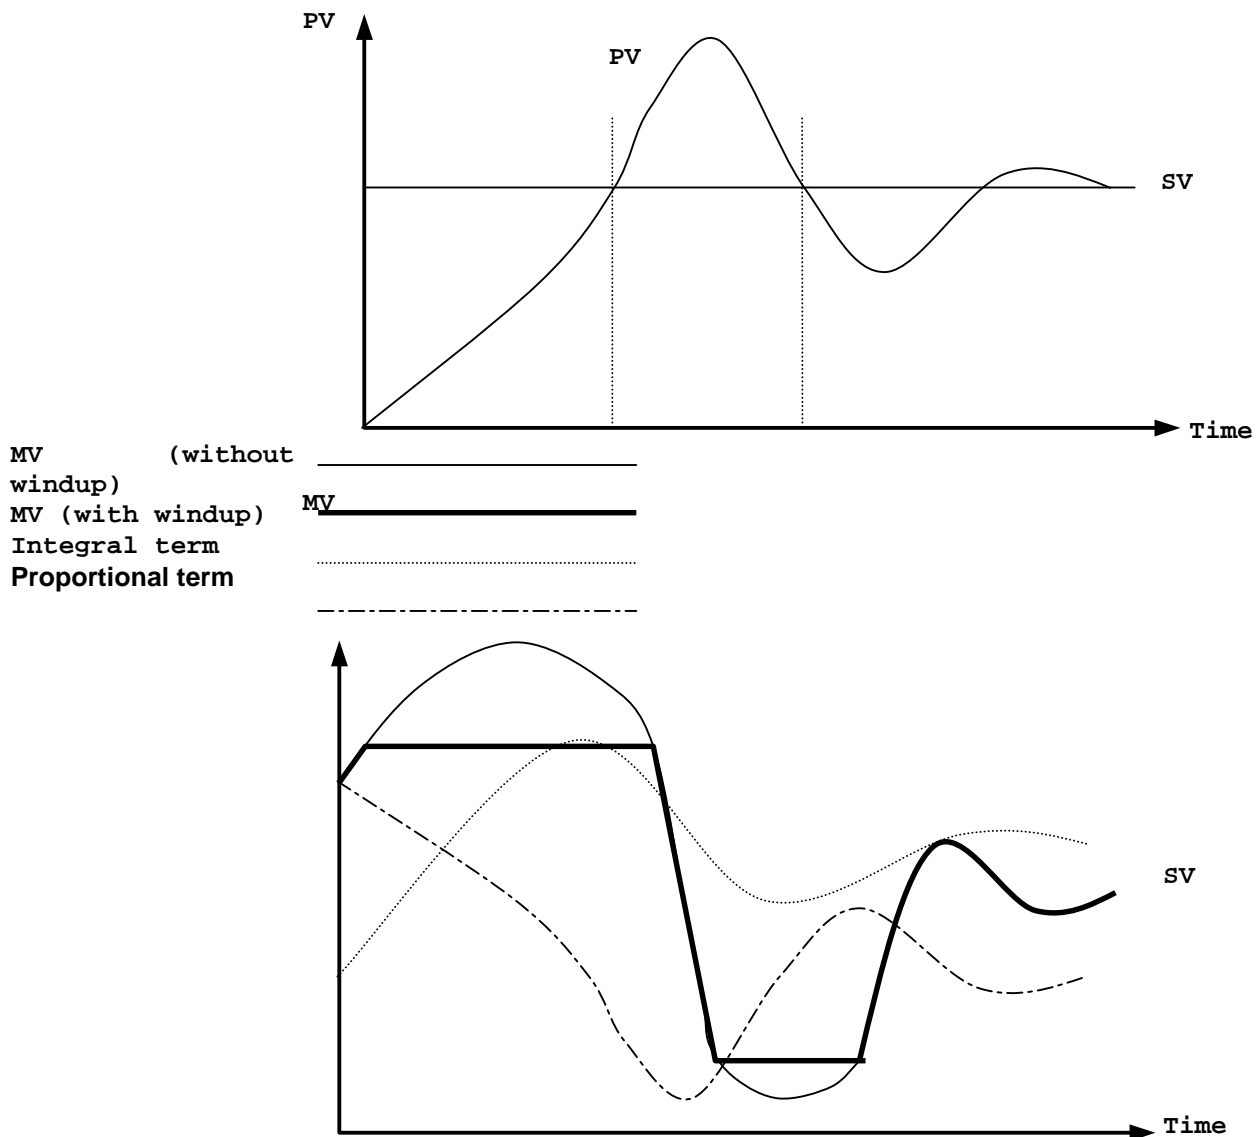 PV
PV
SV
Time
MV (without
windup)
MV
MV (with windup)
Integral term
Proportional term
SV
Time